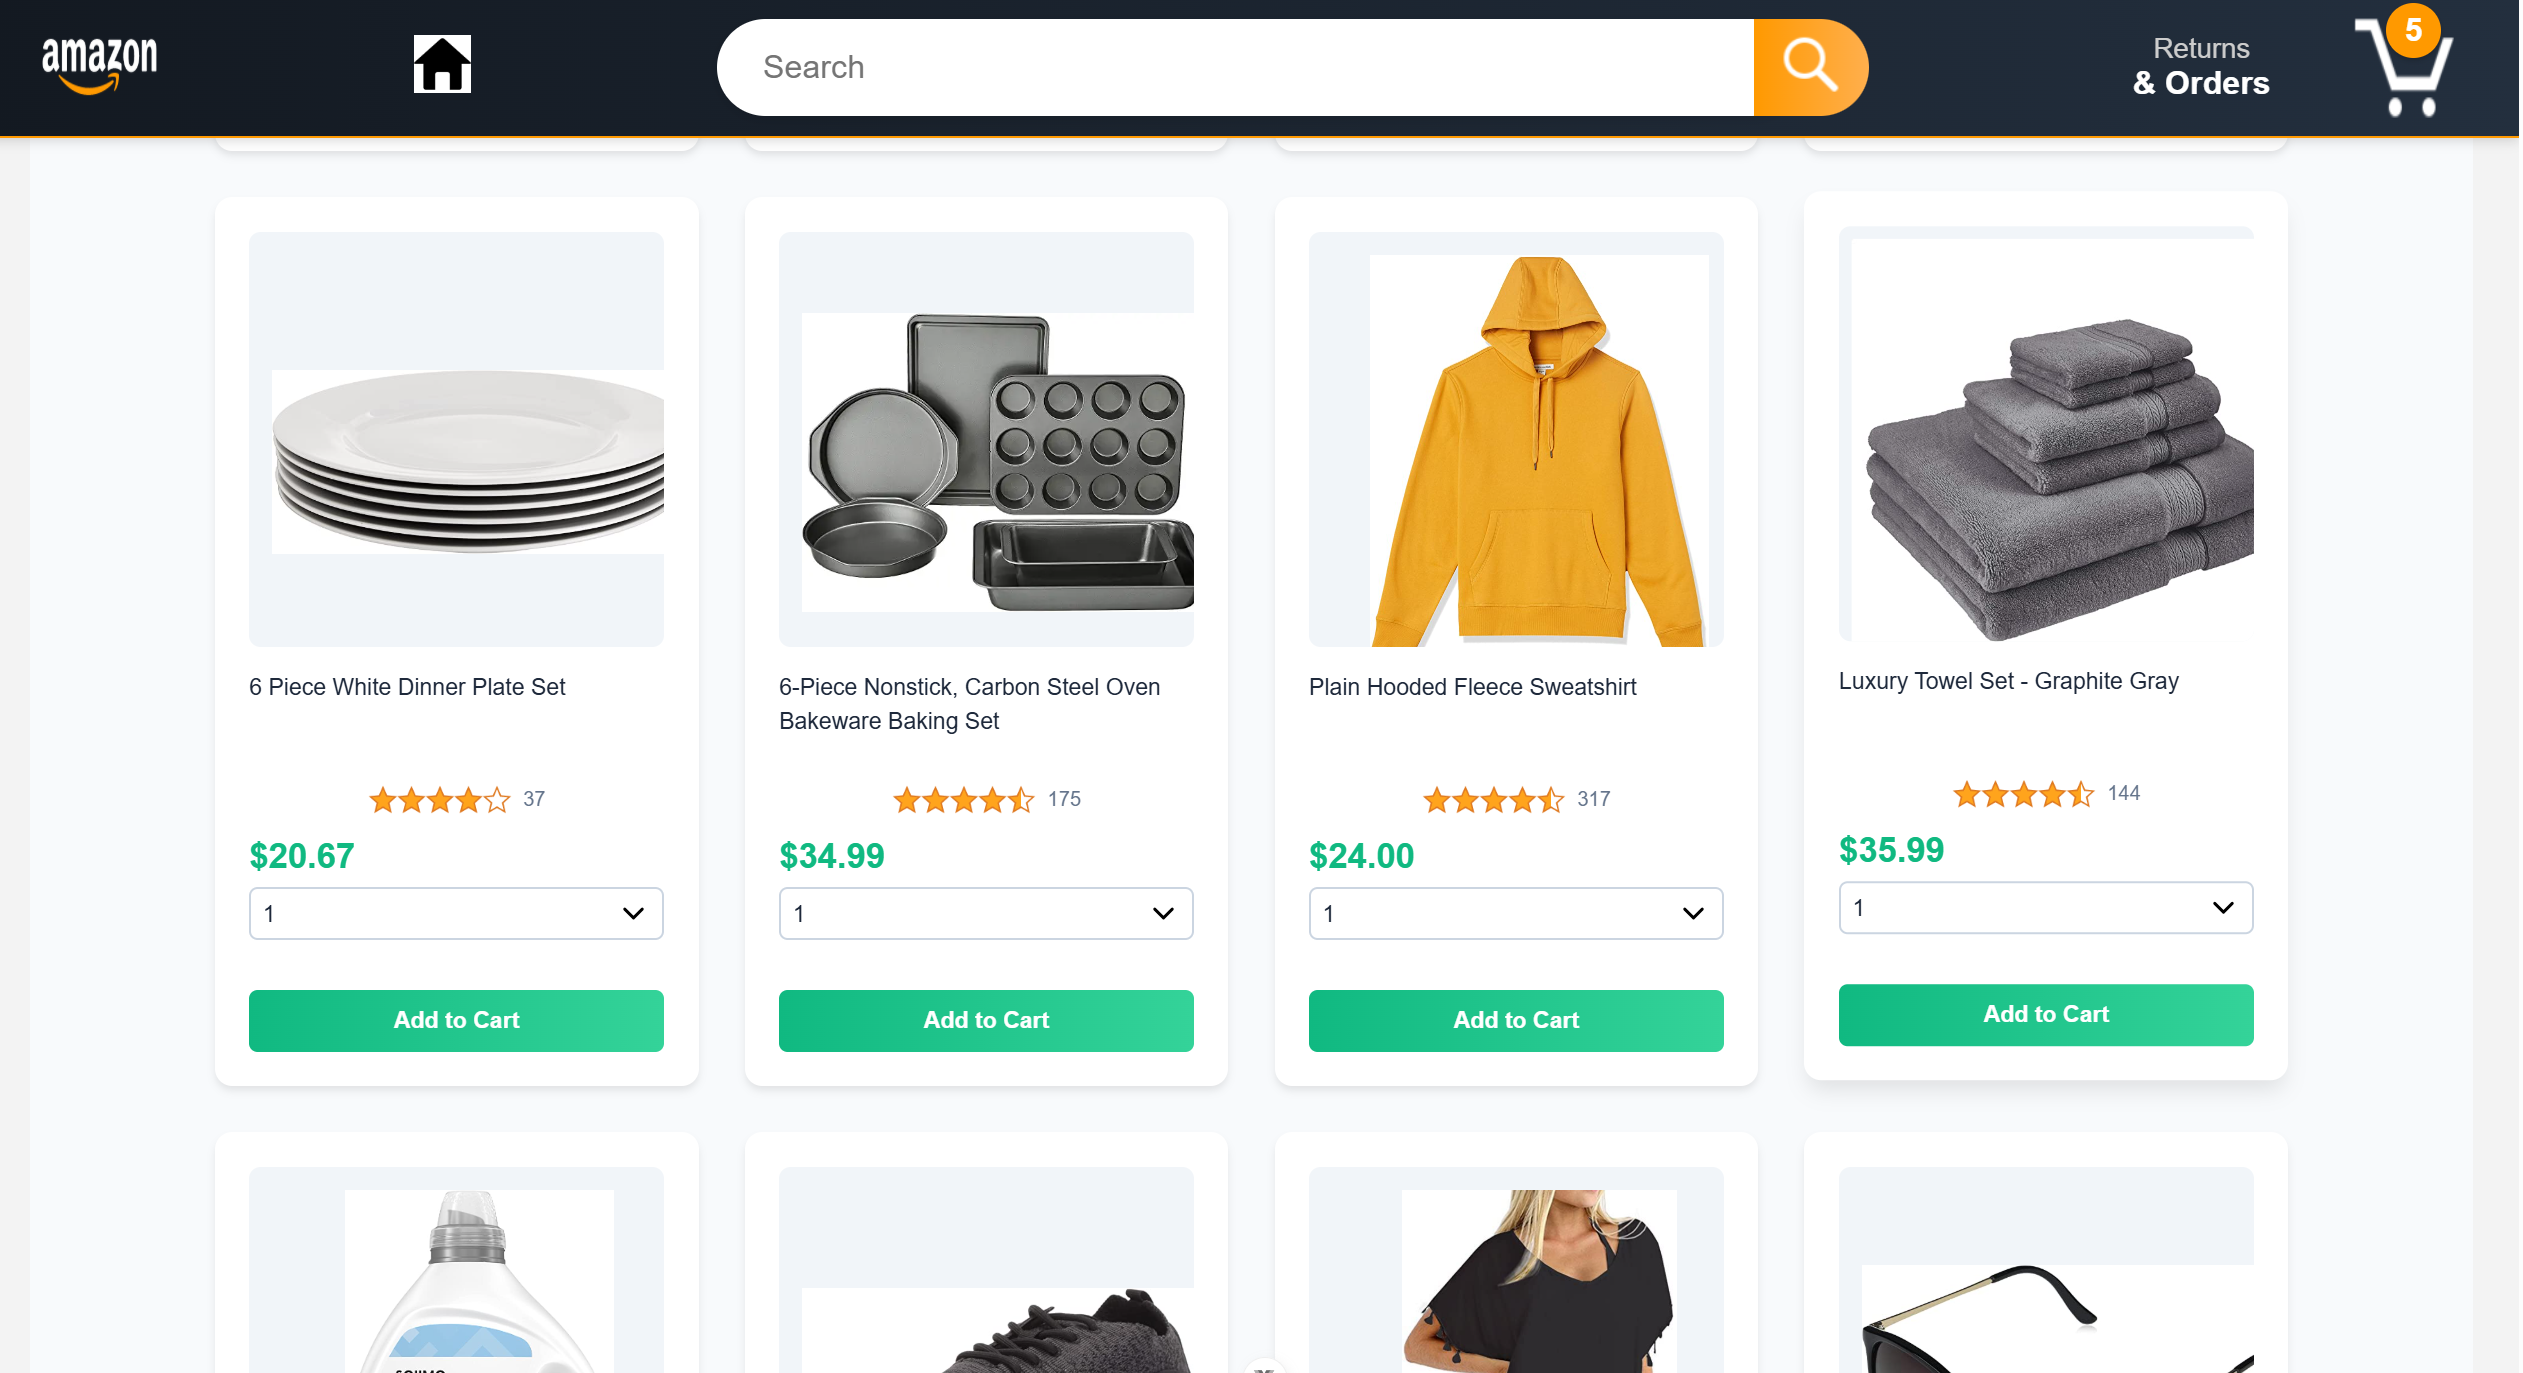 amazon
Search
Returns
& Orders
5
6 Piece White Dinner Plate Set
37
$20.67
1
Add to Cart
6-Piece Nonstick, Carbon Steel Oven
Bakeware Baking Set
175
$34.99
1
Add to Cart
Plain Hooded Fleece Sweatshirt
317
$24.00
1
Add to Cart
Luxury Towel Set - Graphite Gray
144
$35.99
1
Add to Cart